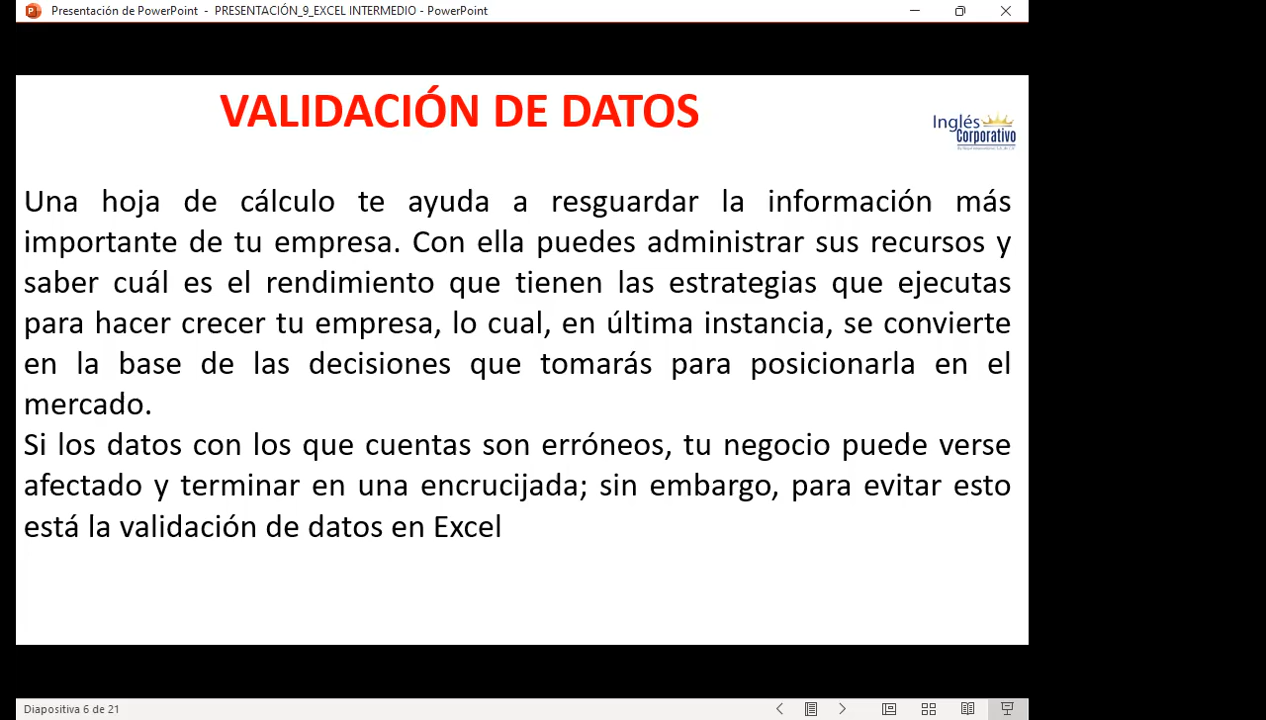 Presentación de PowerPoint - PRESENTACIÓN_9_EXCEL INTERMEDIO - PowerPoint
VALIDACIÓN DE DATOS
Inglés
Corporativo
Una hoja de cálculo te ayuda a resguardar la información más
importante de tu empresa. Con ella puedes administrar sus recursos y
saber cuál es el rendimiento que tienen las estrategias que ejecutas
para hacer crecer tu empresa, lo cual, en última instancia, se convierte
en la base de las decisiones que tomarás para posicionarla en el
mercado.
Si los datos con los que cuentas son erróneos, tu negocio puede verse
afectado y terminar en una encrucijada; sin embargo, para evitar esto
está la validación de datos en Excel
Diapositiva 6 de 21